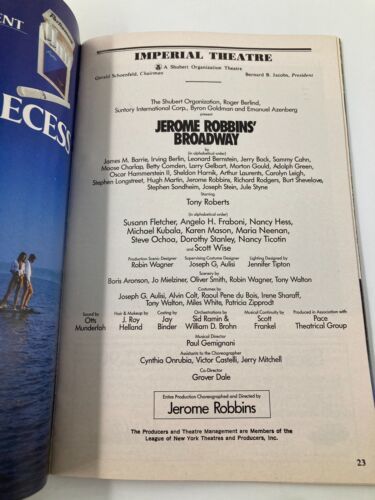 ENT
ECESS
IMPERIAL THEATRE
A Shubert Organization Theatre
Gerald Schoenfeld, Chairman
Bernard B. Jacobs, President
The Shubert Organization, Roger Berlind,
Suntory International Corp., Byron Goldman and Emanuel Azenberg
present
JEROME ROBBINS'
BROADWAY
by
(in alphabetical order)
James M. Barrie, Irving Berlin, Leonard Bernstein, Jerry Bock, Sammy Cahn,
Moose Charlap, Betty Comden, Larry Gelbart, Morton Gould, Adolph Green,
Oscar Hammerstein II, Sheldon Harnick, Arthur Laurents, Carolyn Leigh,
Stephen Longstreet, Hugh Martin, Jerome Robbins, Richard Rodgers, Burt Shevelove,
Stephen Sondheim, Joseph Stein, Jule Styne
Starring
Tony Roberts
(in alphabetical order)
Susann Fletcher, Angelo H. Fraboni, Nancy Hess,
Michael Kubala, Karen Mason, Maria Neenan,
Steve Ochoa, Dorothy Stanley, Nancy Ticotin
and Scott Wise
Production Scenic Designer
Robin Wagner
Supervising Costume Designer
Joseph G. Aulisi
Lighting Designed by
Jennifer Tipton
Scenery by
Boris Aronson, Jo Mielziner, Oliver Smith, Robin Wagner, Tony Walton
Costumes by
Joseph G. Aulisi, Alvin Colt, Raoul Pene du Bois, Irene Sharaff,
Tony Walton, Miles White, Patricia Zipprodt
Sound by
Otts
Munderloh
Hair & Makeup by
J. Roy
Helland
Casting by
Jay
Binder
Orchestrations by
Sid Ramin &
William D. Brohn
Musical Continuity by
Scott
Frankel
Produced in Association with
Pace
Theatrical Group
Musical Director
Paul Gemignani
Assistants to the Choreographer
Cynthia Onrubia, Victor Castelli, Jerry Mitchell
Co-Director
Grover Dale
Entire Production Choreographed and Directed by
Jerome Robbins
The Producers and Theatre Management are Members of the
League of New York Theatres and Producers, Inc.
23